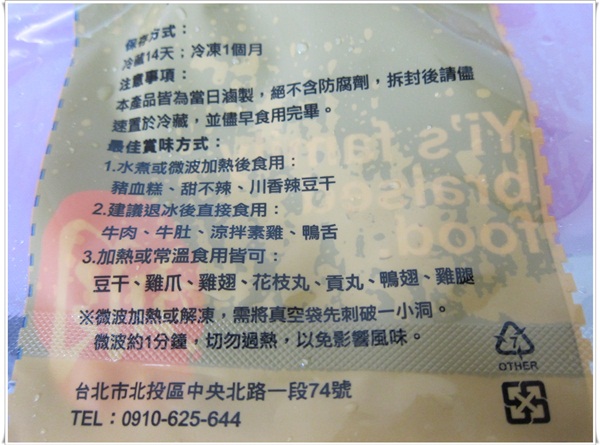 保存方式：
冷藏14天；冷凍1個月
注意事項：
本產品皆為當日滷製，絕不含防腐劑，拆封後請儘
速置於冷藏，並儘早食用完畢。
最佳賞味方式：
1.水煮或微波加熱後食用：
豬血糕、甜不辣、川香辣豆干
2.建議退冰後直接食用：
牛肉、牛肚、涼拌素雞、鴨舌
3.加熱或常溫食用皆可：
豆干、雞爪、雞翅、花枝丸、貢丸、鴨翅、雞腿
※微波加熱或解凍，需將真空袋先刺破一小洞。
微波約1分鐘，切勿過熱，以免影響風味。
7
OTHER
台北市北投區中央北路一段74號
TEL：0910-625-644
Yi's
braised
food